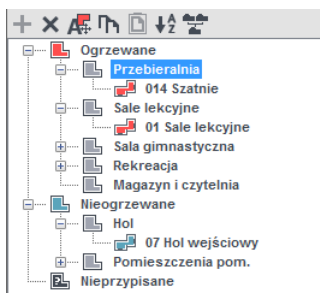 Ogrzewane
Przebieralnia
014 Szatnie
Sale lekcyjne
01 Sale lekcyjne
Sala gimnastyczna
Rekreacja
Magazyn i czytelnia
Nieogrzewane
Hol
07 Hol wejściowy
Pomieszczenia pom.
Nieprzypisane